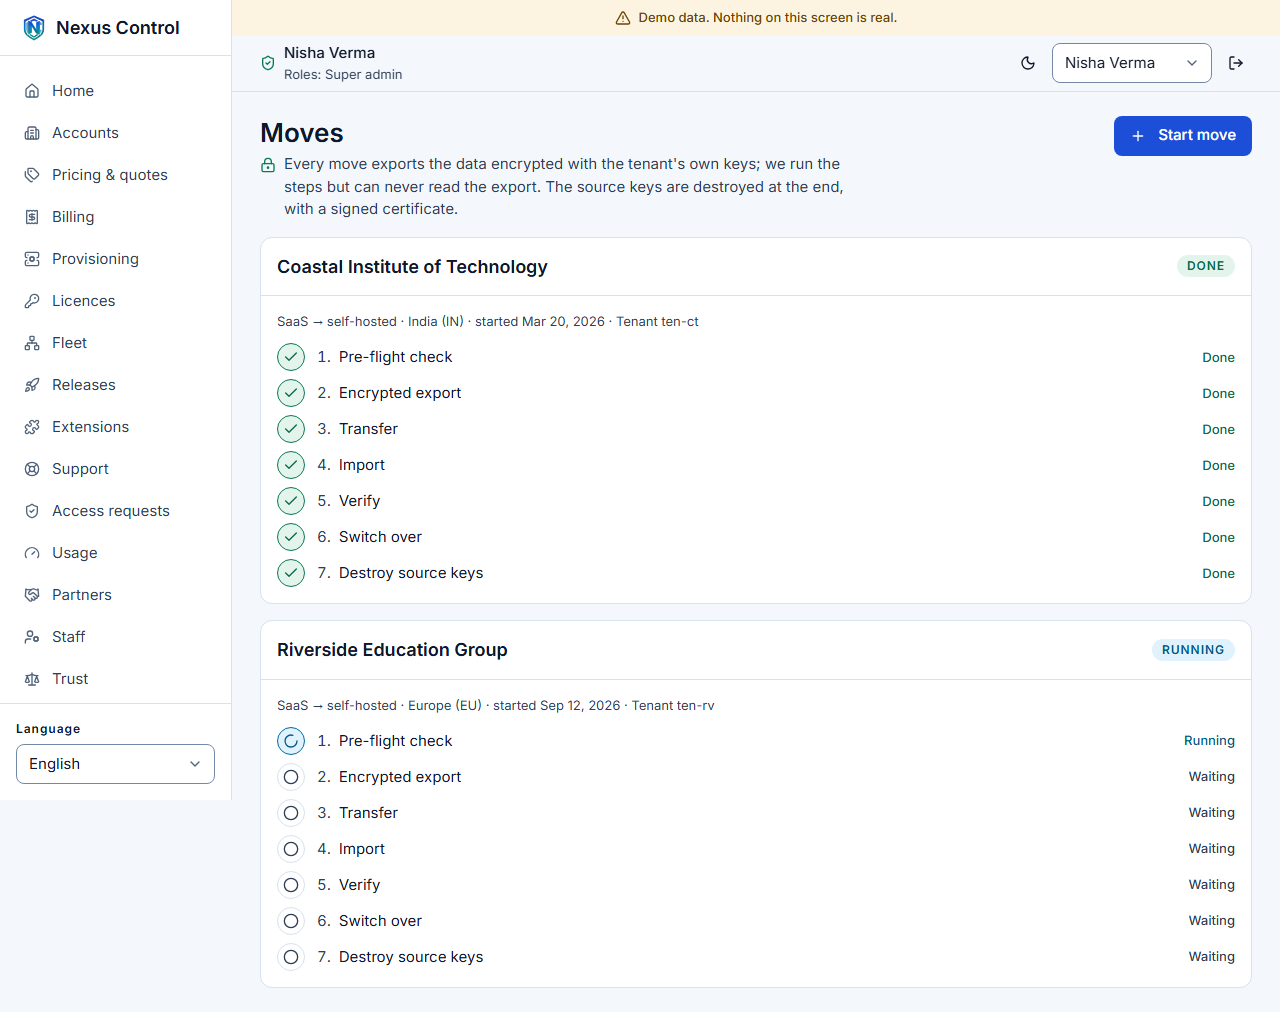 Nexus Control
Home
Accounts
Pricing & quotes
Billing
Provisioning
Licences
Fleet
Releases
Extensions
Support
Access requests
Usage
Partners
Staff
Trust
Language
English
Demo data. Nothing on this screen is real.
Nisha Verma
Roles: Super admin
Nisha Verma
Moves
Start move
Every move exports the data encrypted with the tenant's own keys; we run the
steps but can never read the export. The source keys are destroyed at the end,
with a signed certificate.
Coastal Institute of Technology
DONE
SaaS → self-hosted · India (IN) · started Mar 20, 2026 · Tenant ten-ct
1. Pre-flight check Done
2. Encrypted export Done
3. Transfer Done
4. Import Done
5. Verify Done
6. Switch over Done
7. Destroy source keys Done
Riverside Education Group
RUNNING
SaaS → self-hosted · Europe (EU) · started Sep 12, 2026 · Tenant ten-rv
1. Pre-flight check Running
2. Encrypted export Waiting
3. Transfer Waiting
4. Import Waiting
5. Verify Waiting
6. Switch over Waiting
7. Destroy source keys Waiting